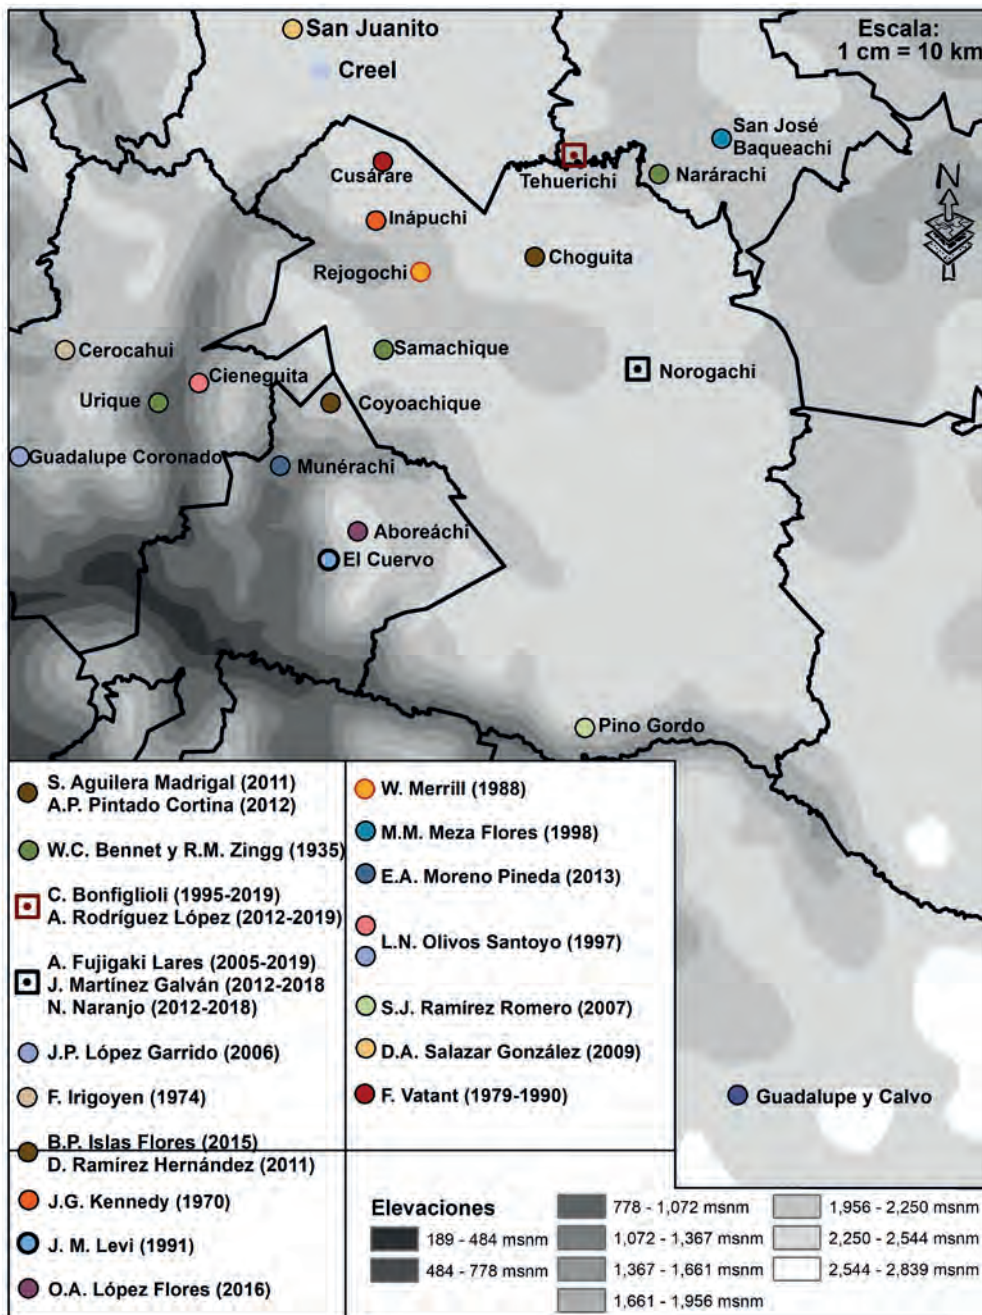 San Juanito
Escala:
1 cm = 10 km
Creel
San José
Baqueachi
Cusárare
Tehuerichi
Narárachi
N
Inápuchi
Choguita
Rejogochi
Cerocahui
Samachique
Cieneguita
Norogachi
Urique
Coyoachique
Guadalupe Coronado
Munérachi
Aboreáchi
El Cuervo
Pino Gordo
Guadalupe y Calvo
S. Aguilera Madrigal (2011)
A.P. Pintado Cortina (2012)
W.C. Bennet y R.M. Zingg (1935)
C. Bonfiglioli (1995-2019)
A. Rodríguez López (2012-2019)
A. Fujigaki Lares (2005-2019)
J. Martínez Galván (2012-2018
N. Naranjo (2012-2018)
J.P. López Garrido (2006)
F. Irigoyen (1974)
B.P. Islas Flores (2015)
D. Ramírez Hernández (2011)
J.G. Kennedy (1970)
J. M. Levi (1991)
O.A. López Flores (2016)
W. Merrill (1988)
M.M. Meza Flores (1998)
E.A. Moreno Pineda (2013)
L.N. Olivos Santoyo (1997)
S.J. Ramírez Romero (2007)
D.A. Salazar González (2009)
F. Vatant (1979-1990)
Elevaciones
189 - 484 msnm
484 - 778 msnm
778 - 1,072 msnm
1,072 - 1,367 msnm
1,367 - 1,661 msnm
1,661 - 1,956 msnm
1,956 - 2,250 msnm
2,250 - 2,544 msnm
2,544 - 2,839 msnm